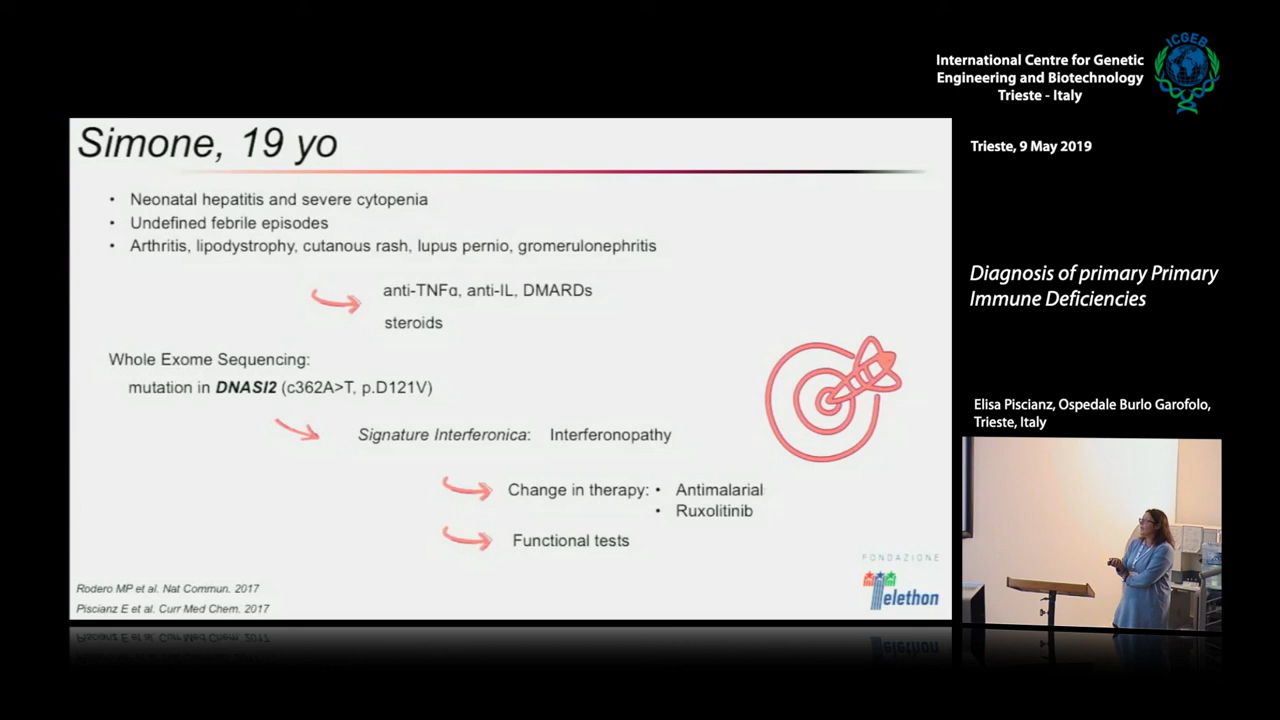 International Centre for Genetic
Engineering and Biotechnology
Trieste - Italy
ICGEB
Trieste, 9 May 2019
Simone, 19 yo
• Neonatal hepatitis and severe cytopenia
• Undefined febrile episodes
• Arthritis, lipodystrophy, cutanous rash, lupus pernio, gromerulonephritis
anti-TNFα, anti-IL, DMARDs
steroids
Whole Exome Sequencing:
mutation in DNASI2 (c362A>T, p.D121V)
Signature Interferonica: Interferonopathy
Change in therapy: • Antimalarial
• Ruxolitinib
Functional tests
FONDAZIONE
Telethon
Rodero MP et al. Nat Commun. 2017
Piscianz E et al. Curr Med Chem. 2017
Diagnosis of primary Primary
Immune Deficiencies
Elisa Piscianz, Ospedale Burlo Garofolo,
Trieste, Italy